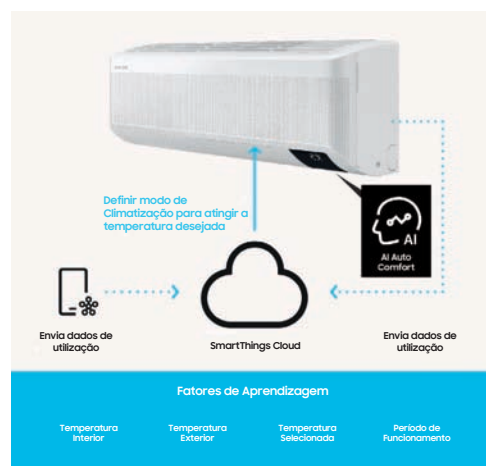 Definir modo de
Climatização para atingir a
temperatura desejada
AI
AI Auto
Comfort
Envia dados de
utilização
SmartThings Cloud
Envia dados de
utilização
Fatores de Aprendizagem
Temperatura
Interior
Temperatura
Exterior
Temperatura
Selecionada
Período de
Funcionamento